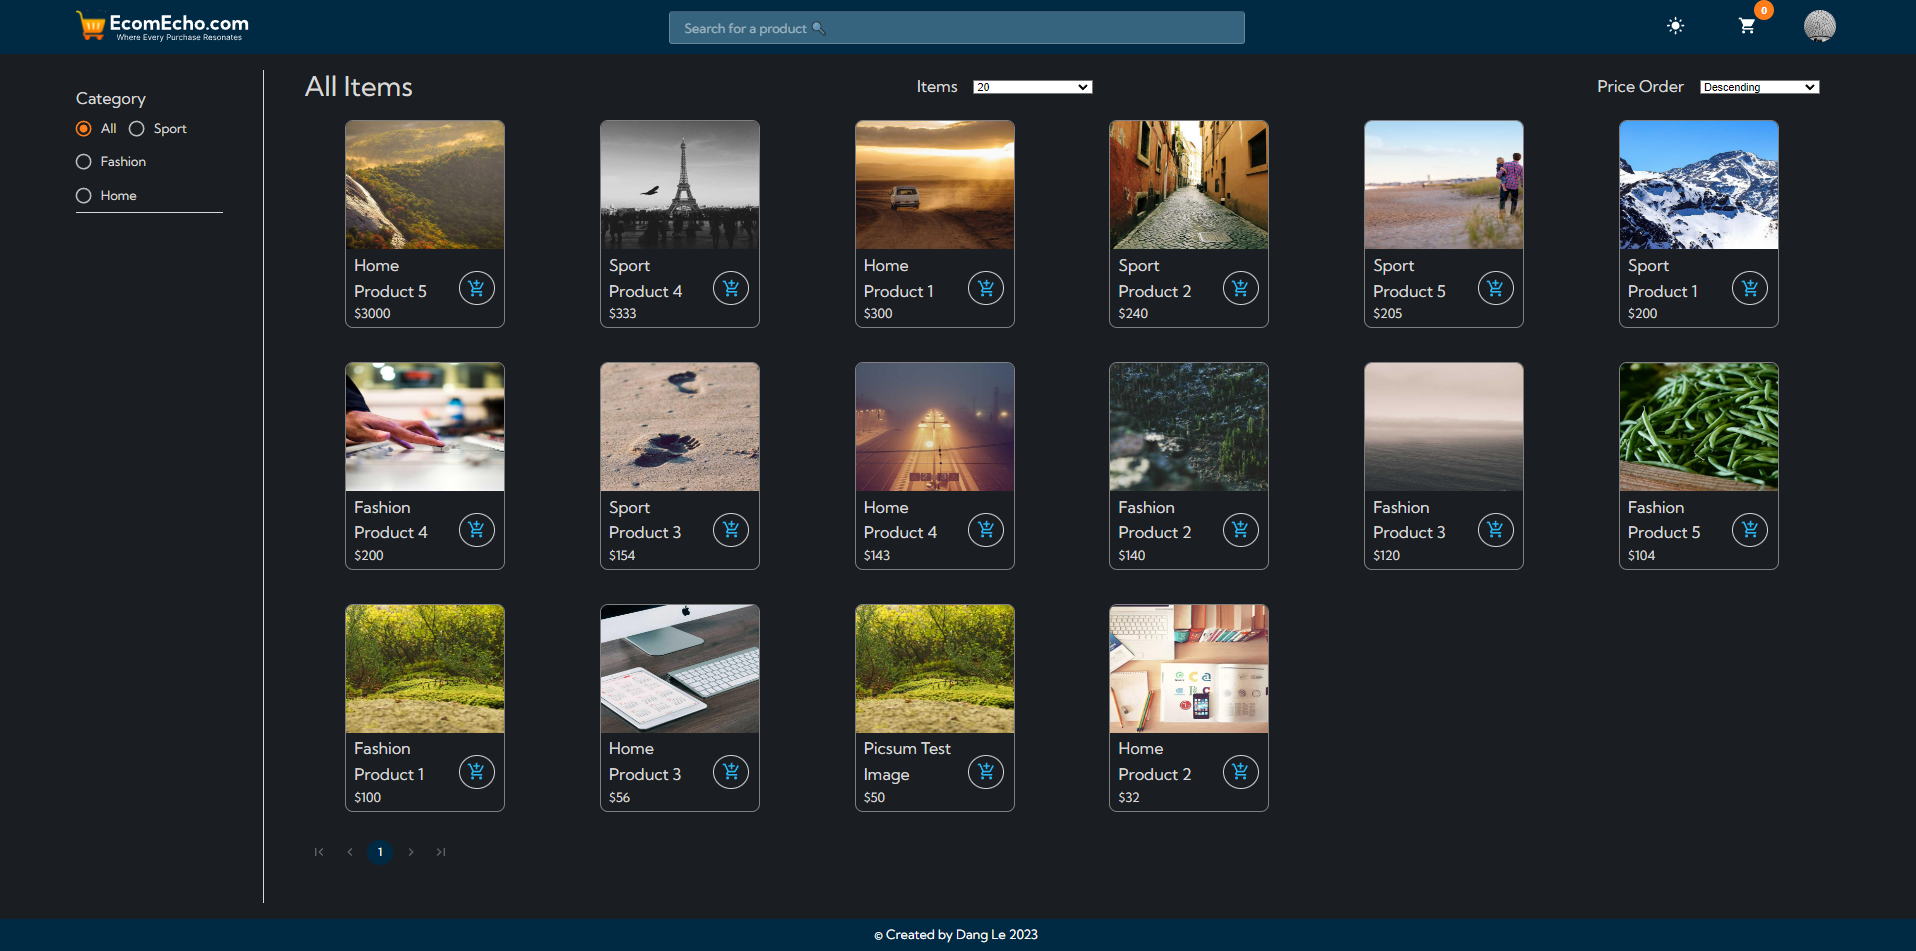 EcomEcho.com
Where Every Purchase Resonates
Search for a product 🔍
0
Category
All
Sport
Fashion
Home
All Items
Items
20
Price Order
Descending
Home
Product 5
$3000
Sport
Product 4
$333
Home
Product 1
$300
Sport
Product 2
$240
Sport
Product 5
$205
Sport
Product 1
$200
Fashion
Product 4
$200
Sport
Product 3
$154
Home
Product 4
$143
Fashion
Product 2
$140
Fashion
Product 3
$120
Fashion
Product 5
$104
Fashion
Product 1
$100
Home
Product 3
$56
Picsum Test
Image
$50
Home
Product 2
$32
1
© Created by Dang Le 2023